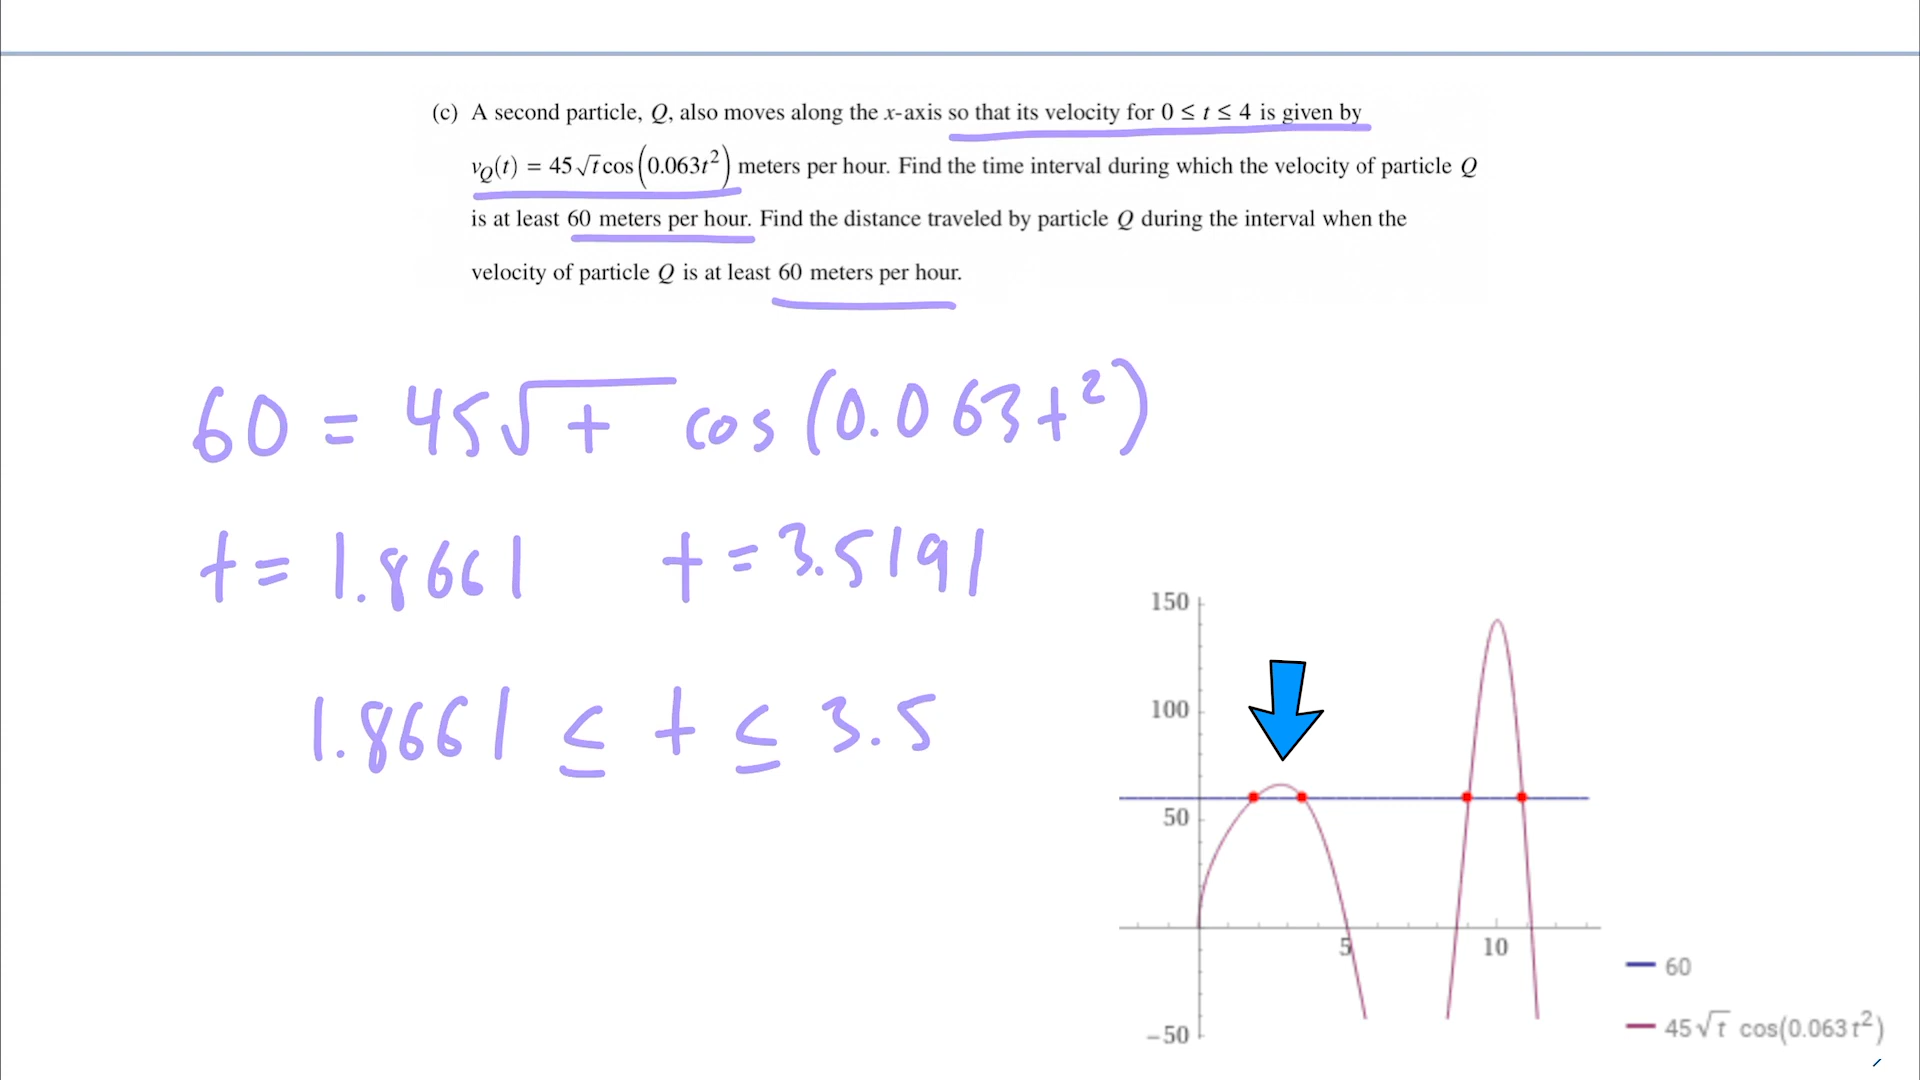 (c) A second particle, Q, also moves along the x-axis so that its velocity for 0 ≤ t ≤ 4 is given by
v_Q(t) = 45√t cos(0.063t²) meters per hour. Find the time interval during which the velocity of particle Q
is at least 60 meters per hour. Find the distance traveled by particle Q during the interval when the
velocity of particle Q is at least 60 meters per hour.
60 = 45√t cos(0.063t²)
t = 1.8661 t = 3.5191
1.8661 ≤ t ≤ 3.5
150
100
50
5 10
-50
60
45√t cos(0.063t²)